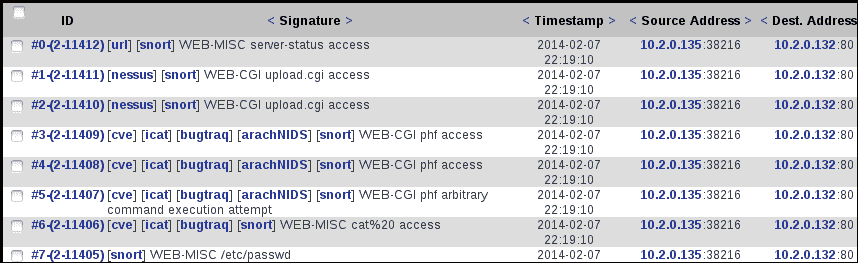 ID < Signature > < Timestamp > < Source Address > < Dest. Address
#0-(2-11412) [url] [snort] WEB-MISC server-status access 2014-02-07 22:19:10 10.2.0.135:38216 10.2.0.132:80
#1-(2-11411) [nessus] [snort] WEB-CGI upload.cgi access 2014-02-07 22:19:10 10.2.0.135:38216 10.2.0.132:80
#2-(2-11410) [nessus] [snort] WEB-CGI upload.cgi access 2014-02-07 22:19:10 10.2.0.135:38216 10.2.0.132:80
#3-(2-11409) [cve] [icat] [bugtraq] [arachNIDS] [snort] WEB-CGI phf access 2014-02-07 22:19:10 10.2.0.135:38216 10.2.0.132:80
#4-(2-11408) [cve] [icat] [bugtraq] [arachNIDS] [snort] WEB-CGI phf access 2014-02-07 22:19:10 10.2.0.135:38216 10.2.0.132:80
#5-(2-11407) [cve] [icat] [bugtraq] [arachNIDS] [snort] WEB-CGI phf arbitrary command execution attempt 2014-02-07 22:19:10 10.2.0.135:38216 10.2.0.132:80
#6-(2-11406) [cve] [icat] [bugtraq] [snort] WEB-MISC cat%20 access 2014-02-07 22:19:10 10.2.0.135:38216 10.2.0.132:80
#7-(2-11405) [snort] WEB-MISC /etc/passwd 2014-02-07 10.2.0.135:38216 10.2.0.132:80